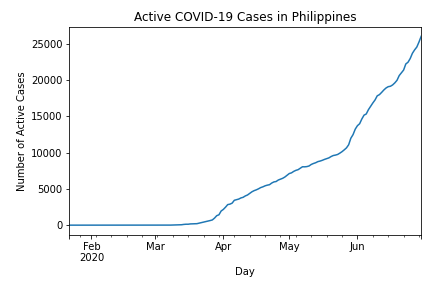 Active COVID-19 Cases in Philippines
25000
20000
15000
10000
5000
0
Number of Active Cases
Feb Mar Apr May Jun
2020
Day